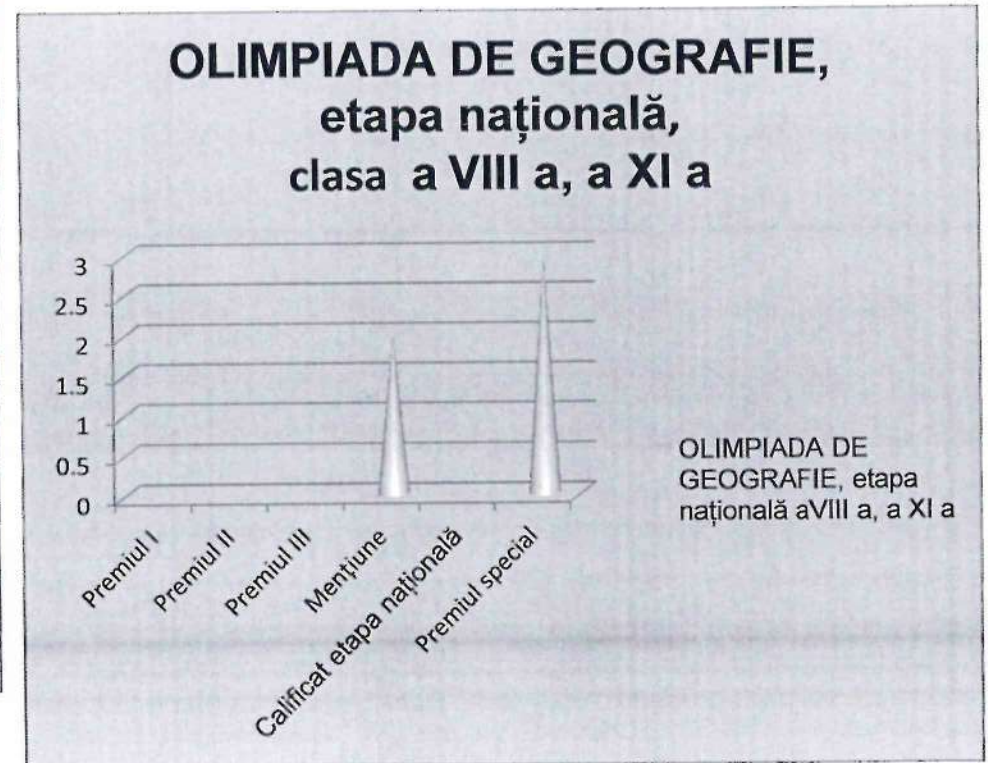 OLIMPIADA DE GEOGRAFIE,
etapa națională,
clasa a VIII a, a XI a
3
2.5
2
1.5
1
0.5
0
Premiul I
Premiul II
Premiul III
Mențiune
Calificat etapa națională
Premiul special
OLIMPIADA DE
GEOGRAFIE, etapa
națională aVIII a, a XI a